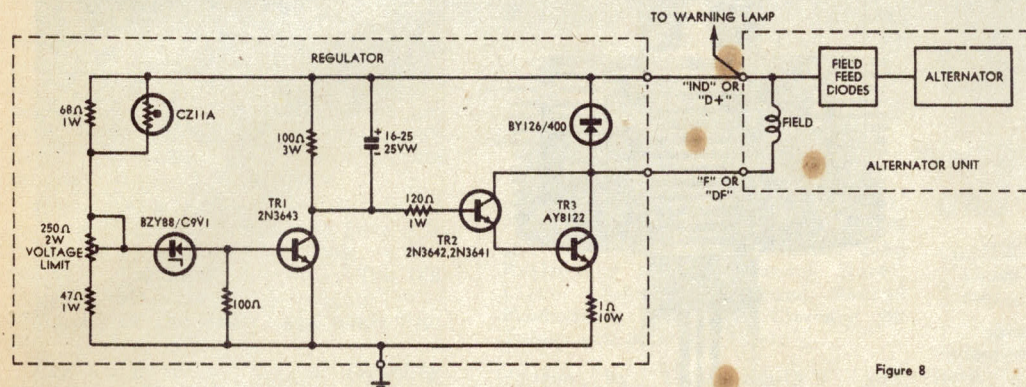 TO WARNING LAMP
REGULATOR
68Ω
1W
CZ11A
100Ω
3W
16-25
25VW
BY126/400
"IND" OR
"D+"
FIELD
FEED
DIODES
ALTERNATOR
FIELD
ALTERNATOR UNIT
"F" OR
"DF"
250Ω
2W
VOLTAGE
LIMIT
BZY88/C9V1
TR1
2N3643
120Ω
1W
TR2
2N3642,2N3641
TR3
AY8122
47Ω
1W
100Ω
1Ω
10W
Figure 8